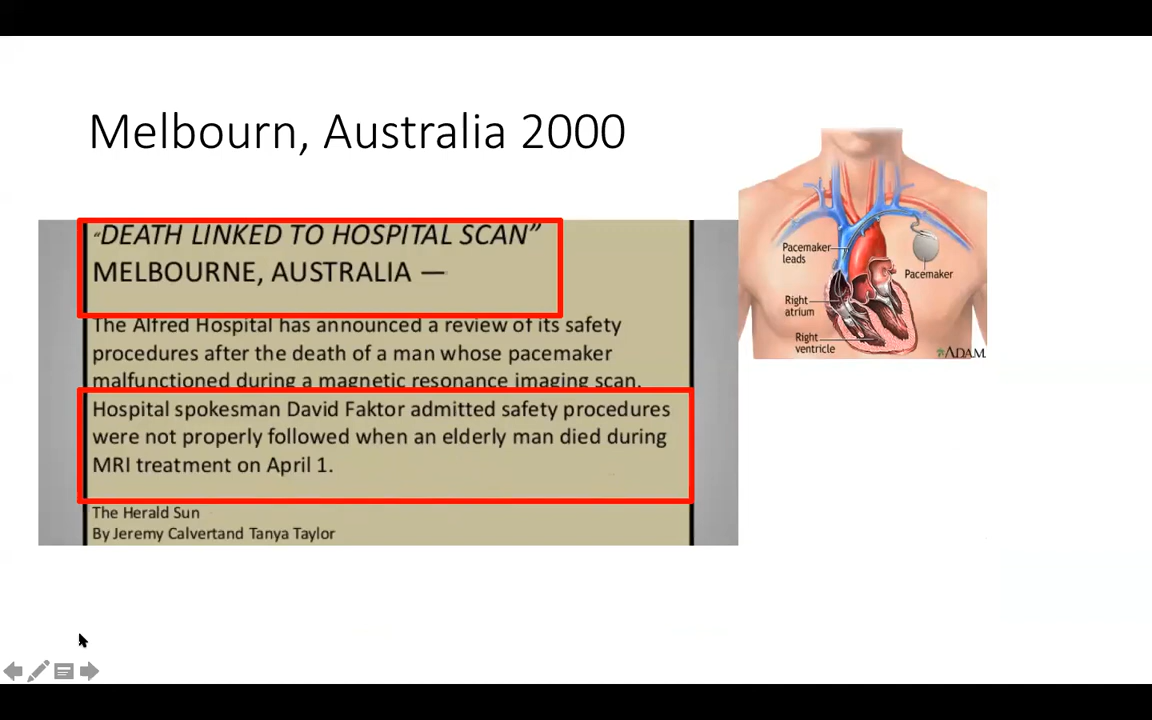 Melbourn, Australia 2000
“DEATH LINKED TO HOSPITAL SCAN”
MELBOURNE, AUSTRALIA —
The Alfred Hospital has announced a review of its safety
procedures after the death of a man whose pacemaker
malfunctioned during a magnetic resonance imaging scan.
Hospital spokesman David Faktor admitted safety procedures
were not properly followed when an elderly man died during
MRI treatment on April 1.
The Herald Sun
By Jeremy Calvertand Tanya Taylor
Pacemaker
leads
Pacemaker
Right
atrium
Right
ventricle
ADAM.